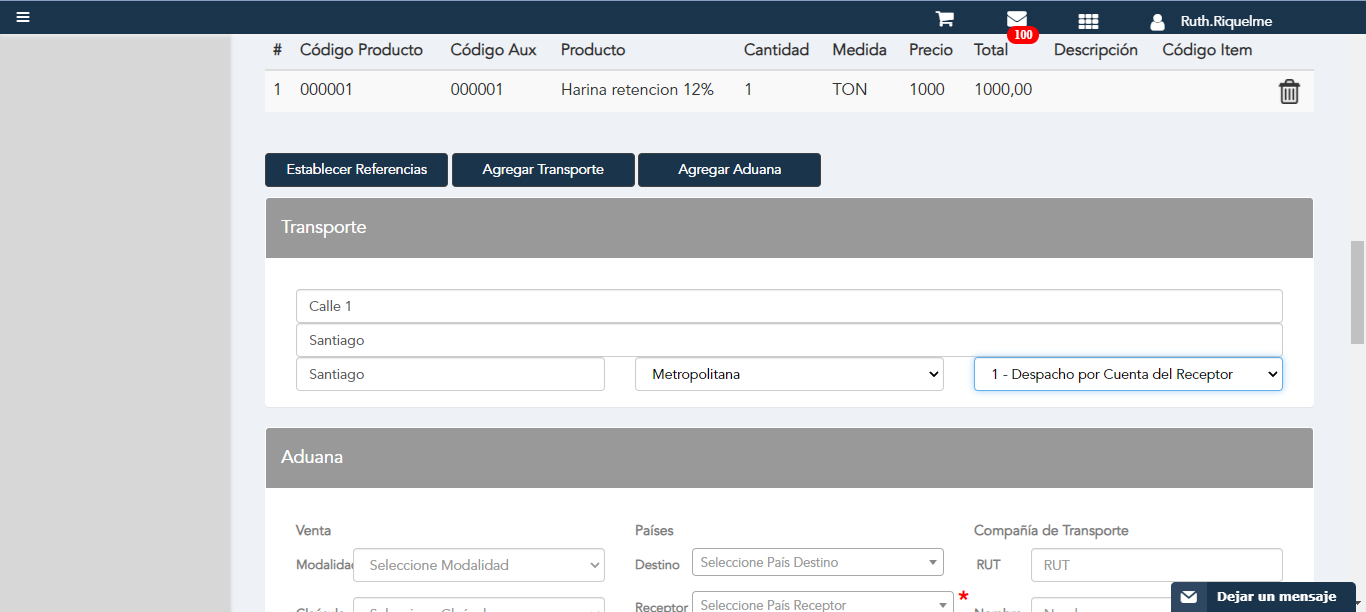 Ruth.Riquelme
100
# Código Producto Código Aux Producto Cantidad Medida Precio Total Descripción Código Item
1 000001 000001 Harina retencion 12% 1 TON 1000 1000,00
Establecer Referencias Agregar Transporte Agregar Aduana
Transporte
Calle 1
Santiago
Santiago Metropolitana 1 - Despacho por Cuenta del Receptor
Aduana
Venta Países Compañía de Transporte
Modalidad Seleccione Modalidad Destino Seleccione País Destino RUT RUT
Receptor Seleccione País Receptor *
Dejar un mensaje